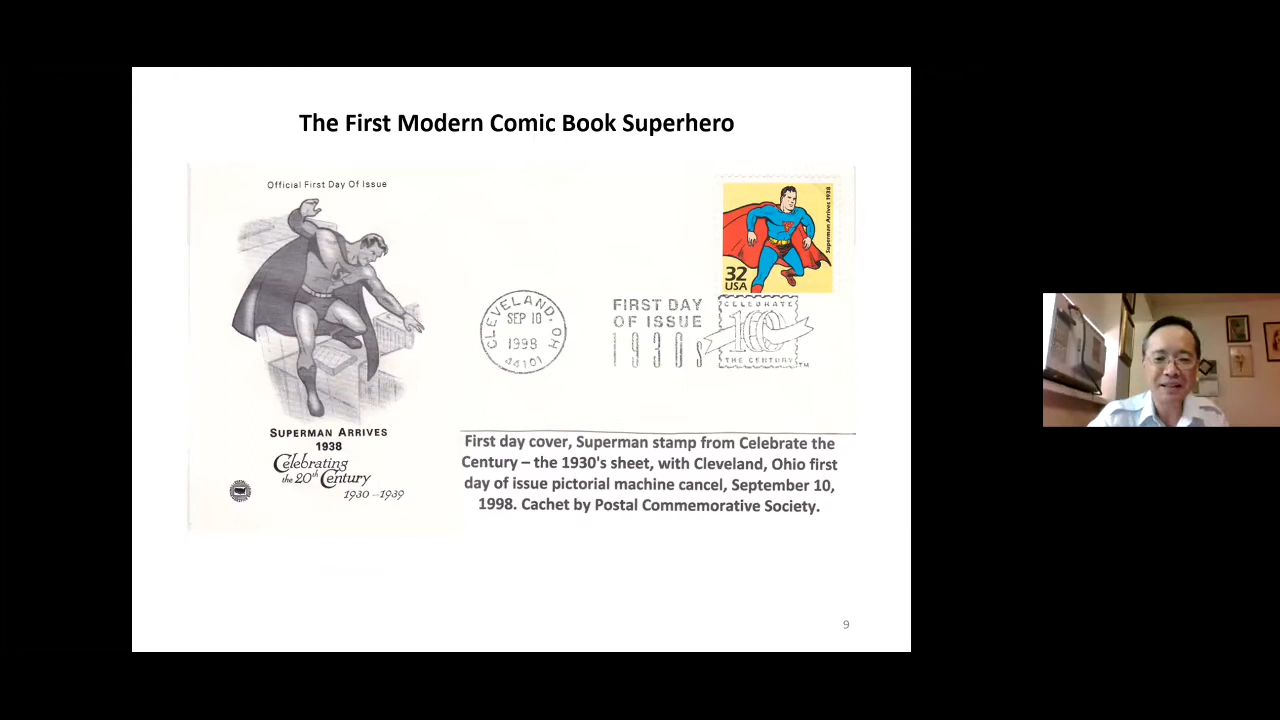 The First Modern Comic Book Superhero
Official First Day Of Issue
Superman Arrives 1938
32
USA
CLEVELAND, OH
SEP 10
1998
44101
FIRST DAY
OF ISSUE
1930s
CELEBRATE
100
THE CENTURY
TM
SUPERMAN ARRIVES
1938
Celebrating
the 20th Century
1930 – 1939
First day cover, Superman stamp from Celebrate the
Century – the 1930's sheet, with Cleveland, Ohio first
day of issue pictorial machine cancel, September 10,
1998. Cachet by Postal Commemorative Society.
9